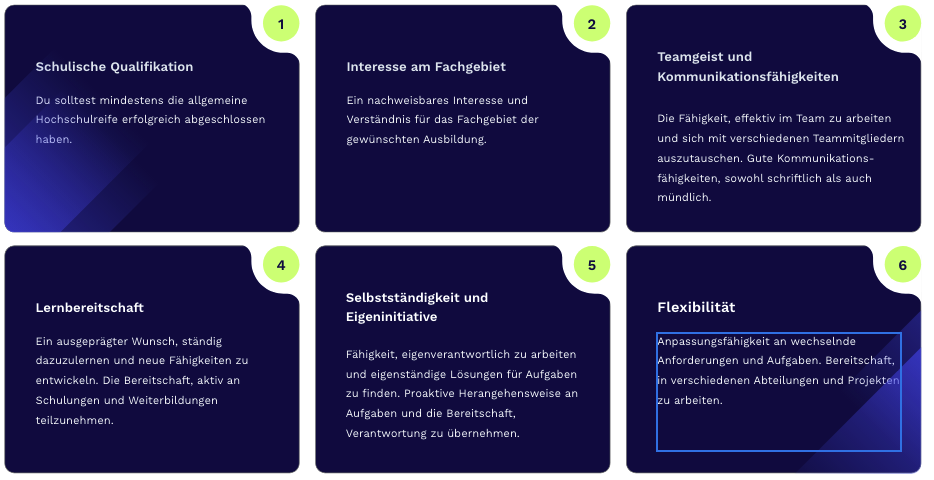 1
Schulische Qualifikation
Du solltest mindestens die allgemeine
Hochschulreife erfolgreich abgeschlossen
haben.
2
Interesse am Fachgebiet
Ein nachweisbares Interesse und
Verständnis für das Fachgebiet der
gewünschten Ausbildung.
3
Teamgeist und
Kommunikationsfähigkeiten
Die Fähigkeit, effektiv im Team zu arbeiten
und sich mit verschiedenen Teammitgliedern
auszutauschen. Gute Kommunikations-
fähigkeiten, sowohl schriftlich als auch
mündlich.
4
Lernbereitschaft
Ein ausgeprägter Wunsch, ständig
dazuzulernen und neue Fähigkeiten zu
entwickeln. Die Bereitschaft, aktiv an
Schulungen und Weiterbildungen
teilzunehmen.
5
Selbstständigkeit und
Eigeninitiative
Fähigkeit, eigenverantwortlich zu arbeiten
und eigenständige Lösungen für Aufgaben
zu finden. Proaktive Herangehensweise an
Aufgaben und die Bereitschaft,
Verantwortung zu übernehmen.
6
Flexibilität
Anpassungsfähigkeit an wechselnde
Anforderungen und Aufgaben. Bereitschaft,
in verschiedenen Abteilungen und Projekten
zu arbeiten.